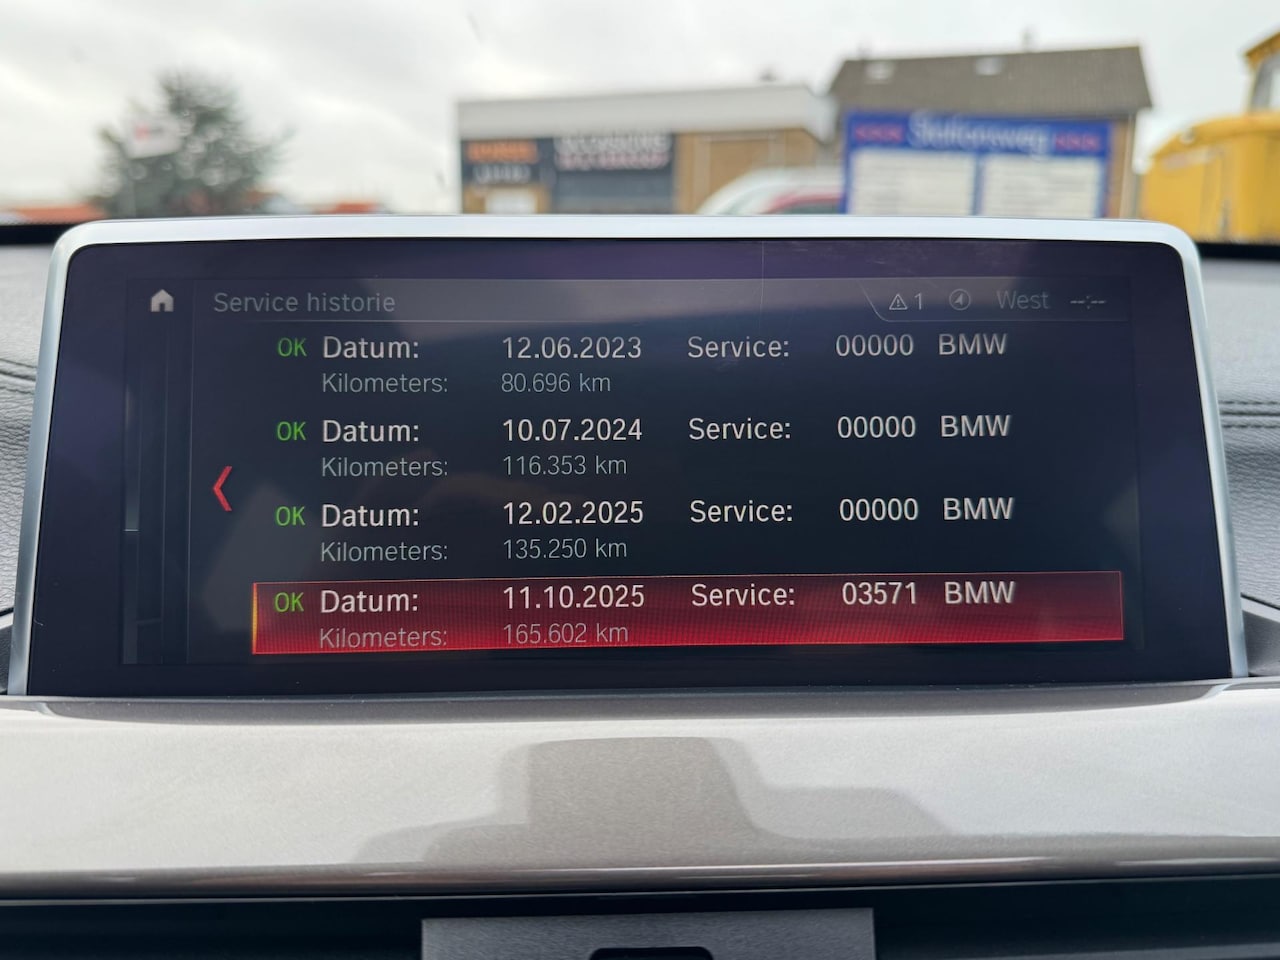 Stationsweg
Service historie
1 West --:--
OK Datum: 12.06.2023 Service: 00000 BMW
Kilometers: 80.696 km
OK Datum: 10.07.2024 Service: 00000 BMW
Kilometers: 116.353 km
OK Datum: 12.02.2025 Service: 00000 BMW
Kilometers: 135.250 km
OK Datum: 11.10.2025 Service: 03571 BMW
Kilometers: 165.602 km